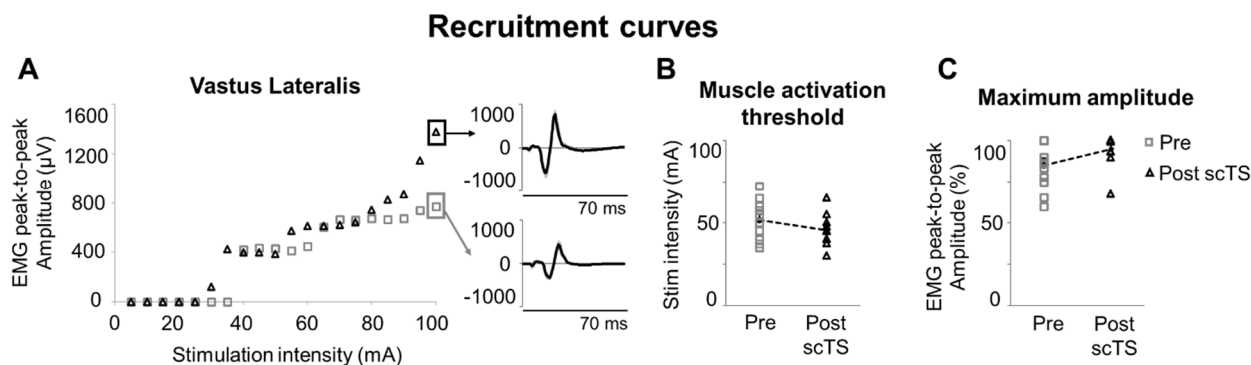 Recruitment curves
A
Vastus Lateralis
EMG peak-to-peak
Amplitude (µV)
1600
1200
800
400
0
0
20
40
60
80
100
Stimulation intensity (mA)
1000
0
-1000
70 ms
1000
0
-1000
70 ms
B
Muscle activation
threshold
Stim intensity (mA)
100
50
0
Pre
Post
scTS
C
Maximum amplitude
EMG peak-to-peak
Amplitude (%)
100
50
0
Pre
Post
scTS
Pre
Post scTS